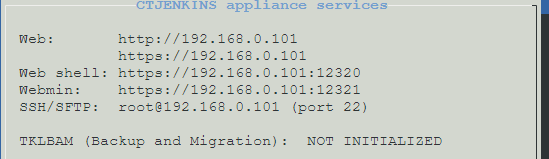 CTJENKINS appliance services
Web: http://192.168.0.101
https://192.168.0.101
Web shell: https://192.168.0.101:12320
Webmin: https://192.168.0.101:12321
SSH/SFTP: root@192.168.0.101 (port 22)
TKLBAM (Backup and Migration): NOT INITIALIZED